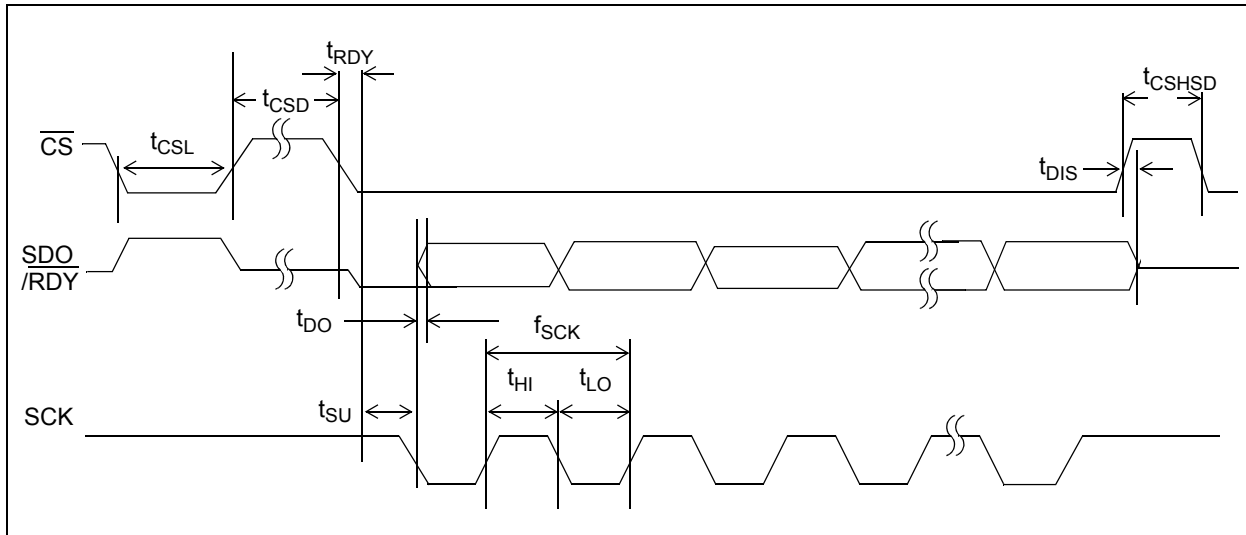 tRDY
tCSD
tCSHSD
CS
tCSL
tDIS
SDO
/RDY
tDO
fSCK
tHI
tLO
tSU
SCK